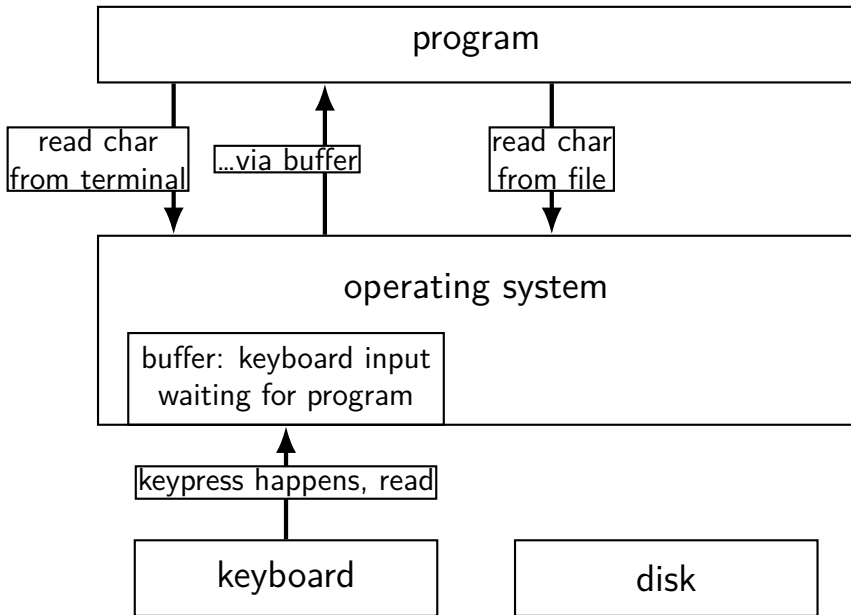 program
read char
from terminal
...via buffer
read char
from file
operating system
buffer: keyboard input
waiting for program
keypress happens, read
keyboard
disk